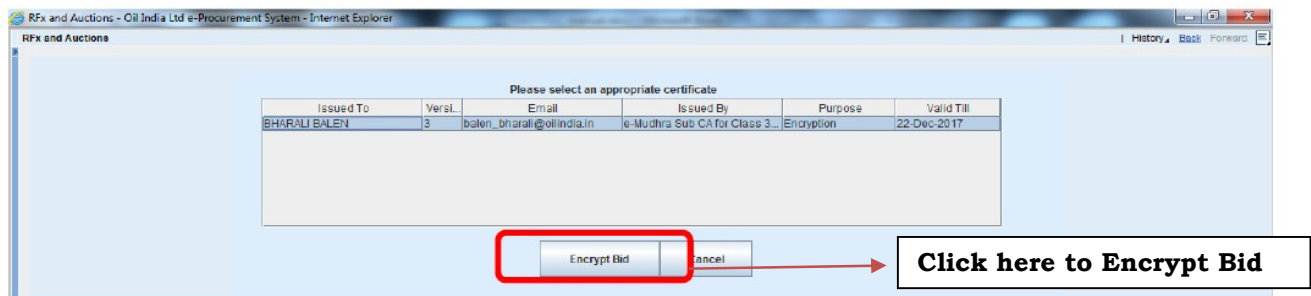 RFx and Auctions - Oil India Ltd e-Procurement System - Internet Explorer
RFx and Auctions | History Back Forward
Please select an appropriate certificate
Issued To Versi... Email Issued By Purpose Valid Till
BHARALI BALEN 3 balen_bharali@oilindia.in e-Mudhra Sub CA for Class 3... Encryption 22-Dec-2017
Encrypt Bid Cancel
Click here to Encrypt Bid